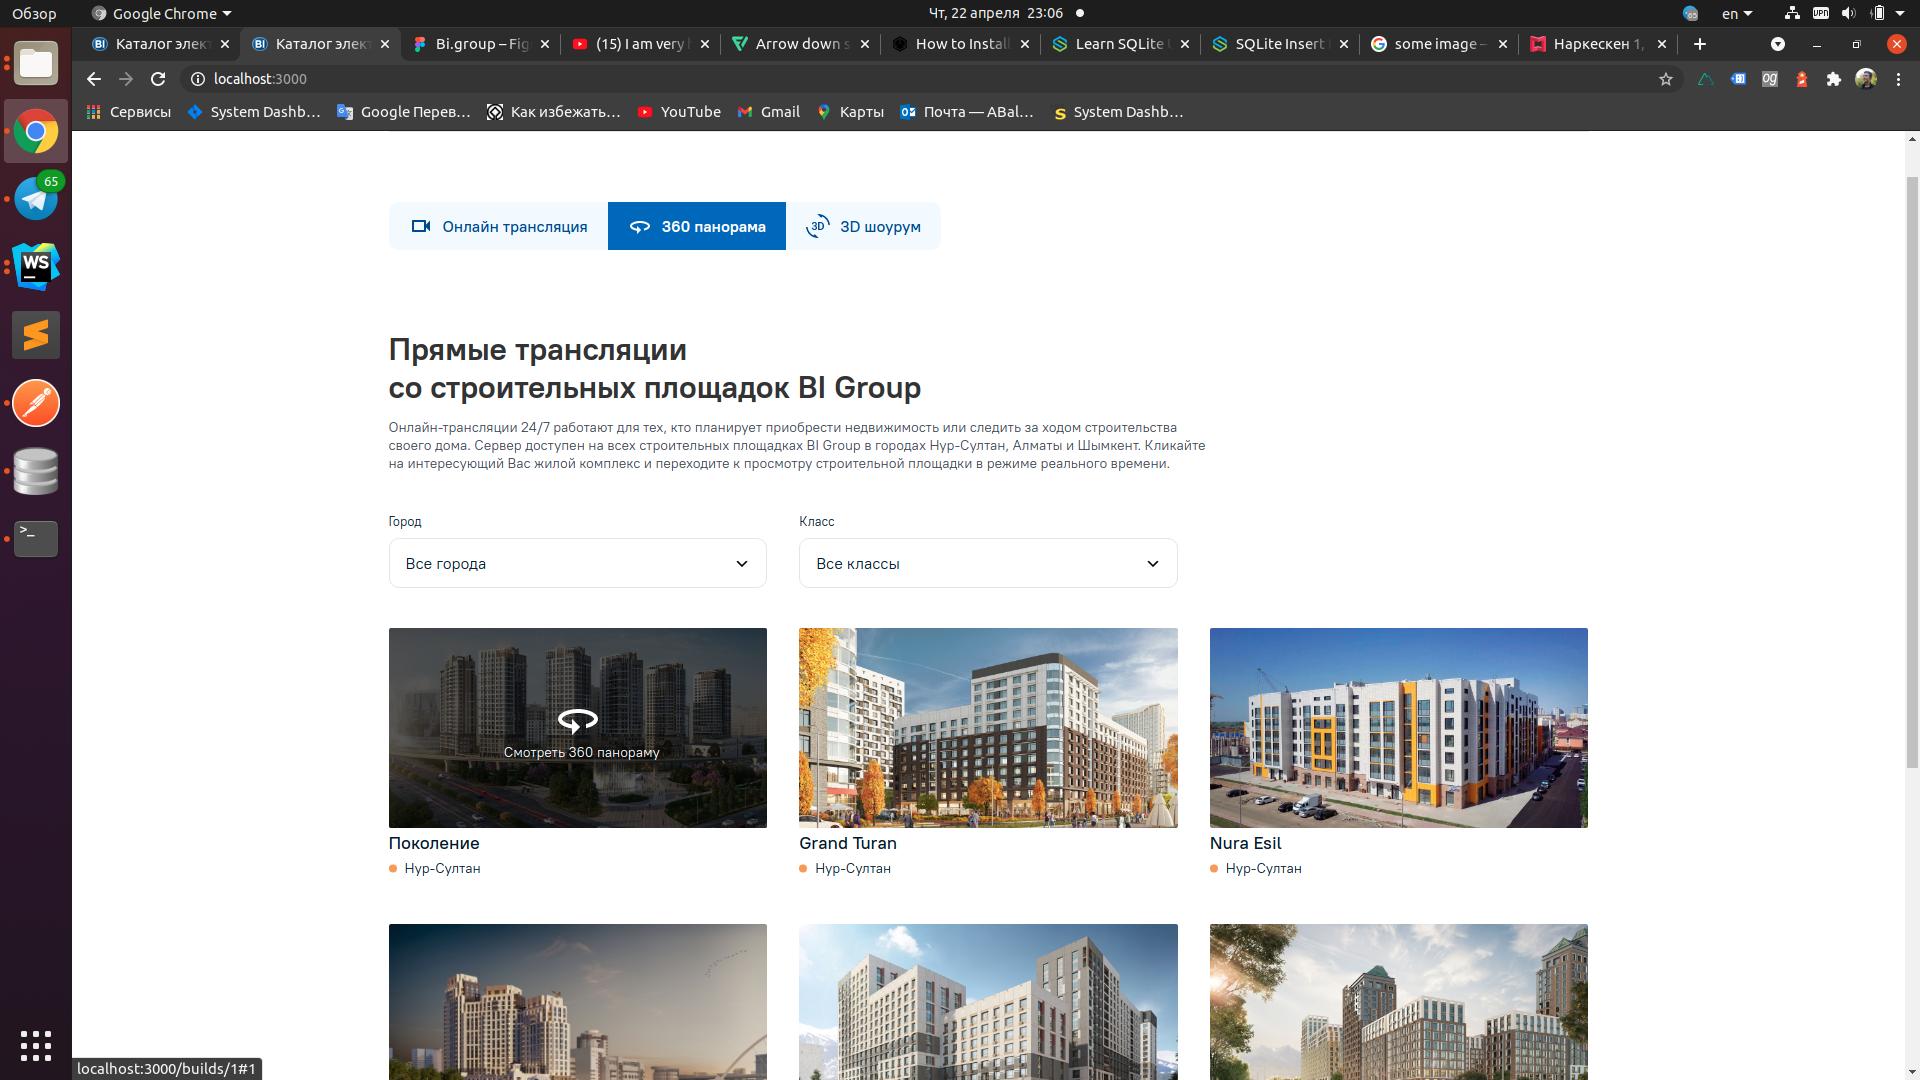 Обзор
Google Chrome
Чт, 22 апреля 23:06
en
VPN
Каталог элект
Каталог элект
Bi.group – Fig
(15) I am very h
Arrow down s
How to Install
Learn SQLite U
SQLite Insert I
some image –
Наркескен 1,
localhost:3000
Сервисы
System Dashb…
Google Перев…
Как избежать…
YouTube
Gmail
Карты
Почта — ABal…
System Dashb…
65
WS
Онлайн трансляция
360 панорама
3D
3D шоурум
Прямые трансляции
со строительных площадок BI Group
Онлайн-трансляции 24/7 работают для тех, кто планирует приобрести недвижимость или следить за ходом строительства
своего дома. Сервер доступен на всех строительных площадках BI Group в городах Нур-Султан, Алматы и Шымкент. Кликайте
на интересующий Вас жилой комплекс и переходите к просмотру строительной площадки в режиме реального времени.
Город
Класс
Все города
Все классы
Смотреть 360 панораму
Поколение
Нур-Султан
Grand Turan
Нур-Султан
Nura Esil
Нур-Султан
localhost:3000/builds/1#1